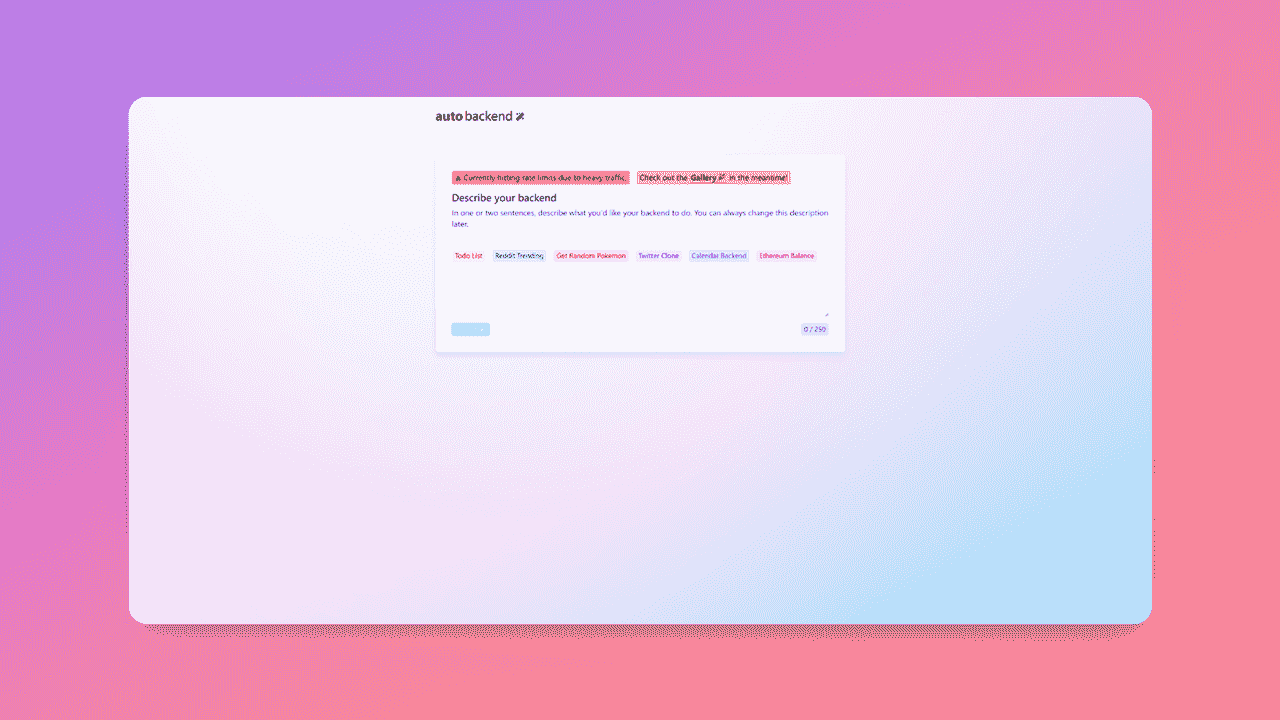 auto backend
Currently hitting rate limits due to heavy traffic. Check out the Gallery in the meantime!
Describe your backend
In one or two sentences, describe what you'd like your backend to do. You can always change this description
later.
Todo List Reddit Trending Get Random Pokemon Twitter Clone Calendar Backend Ethereum Balance
0 / 250